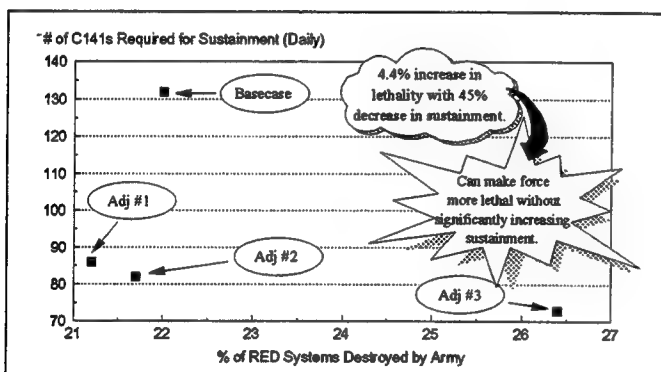 # of C141s Required for Sustainment (Daily)
140
130
120
110
100
90
80
70
Basecase
4.4% increase in
lethality with 45%
decrease in sustainment.
Can make force
more lethal without
significantly increasing
sustainment.
Adj #1
Adj #2
Adj #3
21 22 23 24 25 26 27
% of RED Systems Destroyed by Army